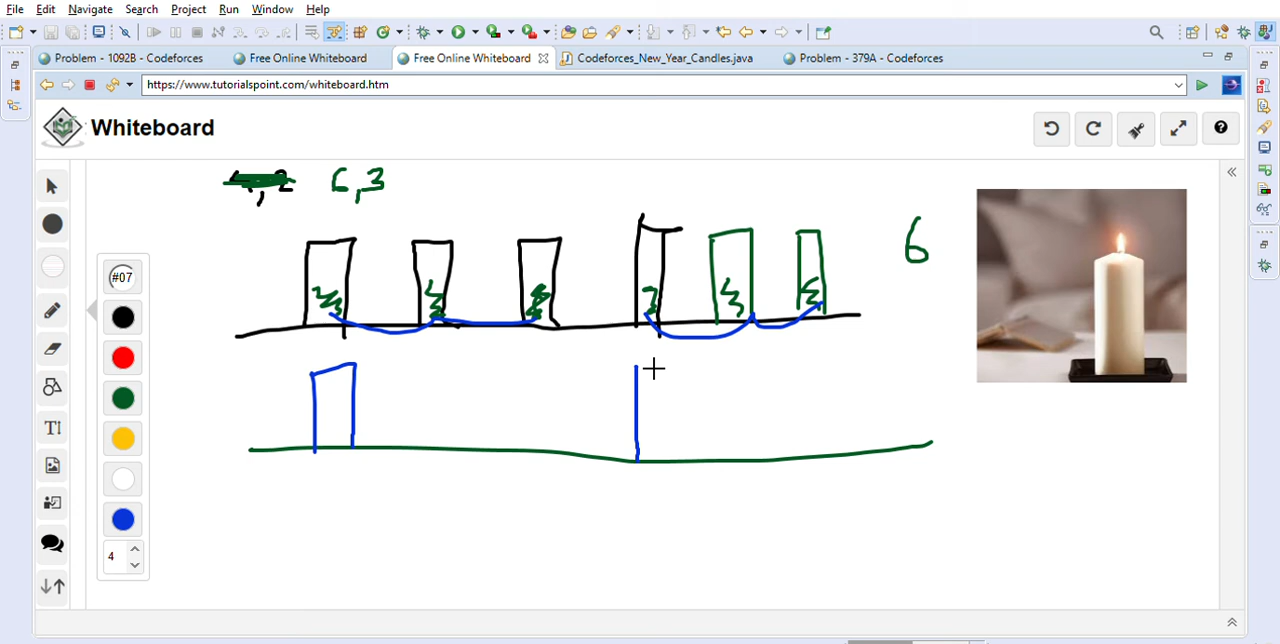 File Edit Navigate Search Project Run Window Help
Problem - 1092B - Codeforces Free Online Whiteboard Free Online Whiteboard Codeforces_New_Year_Candles.java Problem - 379A - Codeforces
https://www.tutorialspoint.com/whiteboard.htm
Whiteboard
6,3
6
#07
TI
4